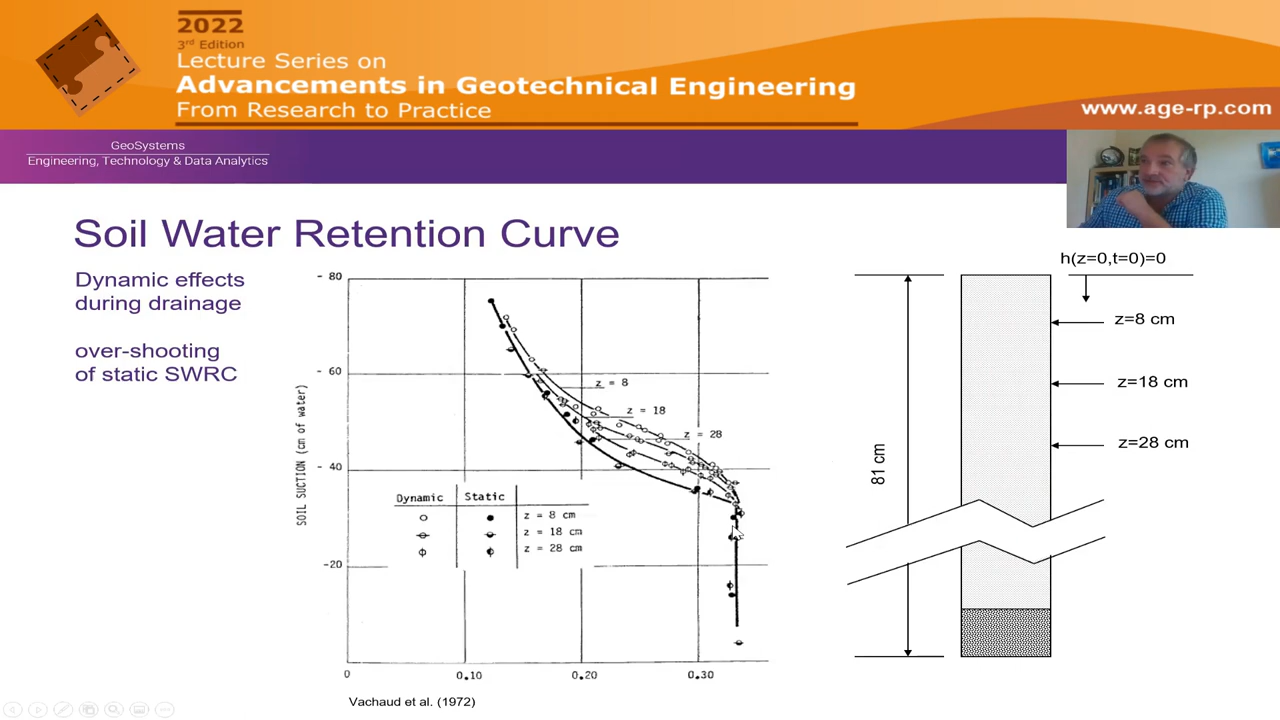 2022
3rd Edition
Lecture Series on
Advancements in Geotechnical Engineering
From Research to Practice
www.age-rp.com
GeoSystems
Engineering, Technology & Data Analytics
Soil Water Retention Curve
Dynamic effects
during drainage
over-shooting
of static SWRC
- 80
- 60
- 40
-20
SOIL SUCTION (cm of water)
z = 8
z = 18
z = 28
Dynamic Static
z = 8 cm
z = 18 cm
z = 28 cm
0 0.10 0.20 0.30
Vachaud et al. (1972)
h(z=0,t=0)=0
z=8 cm
z=18 cm
z=28 cm
81 cm